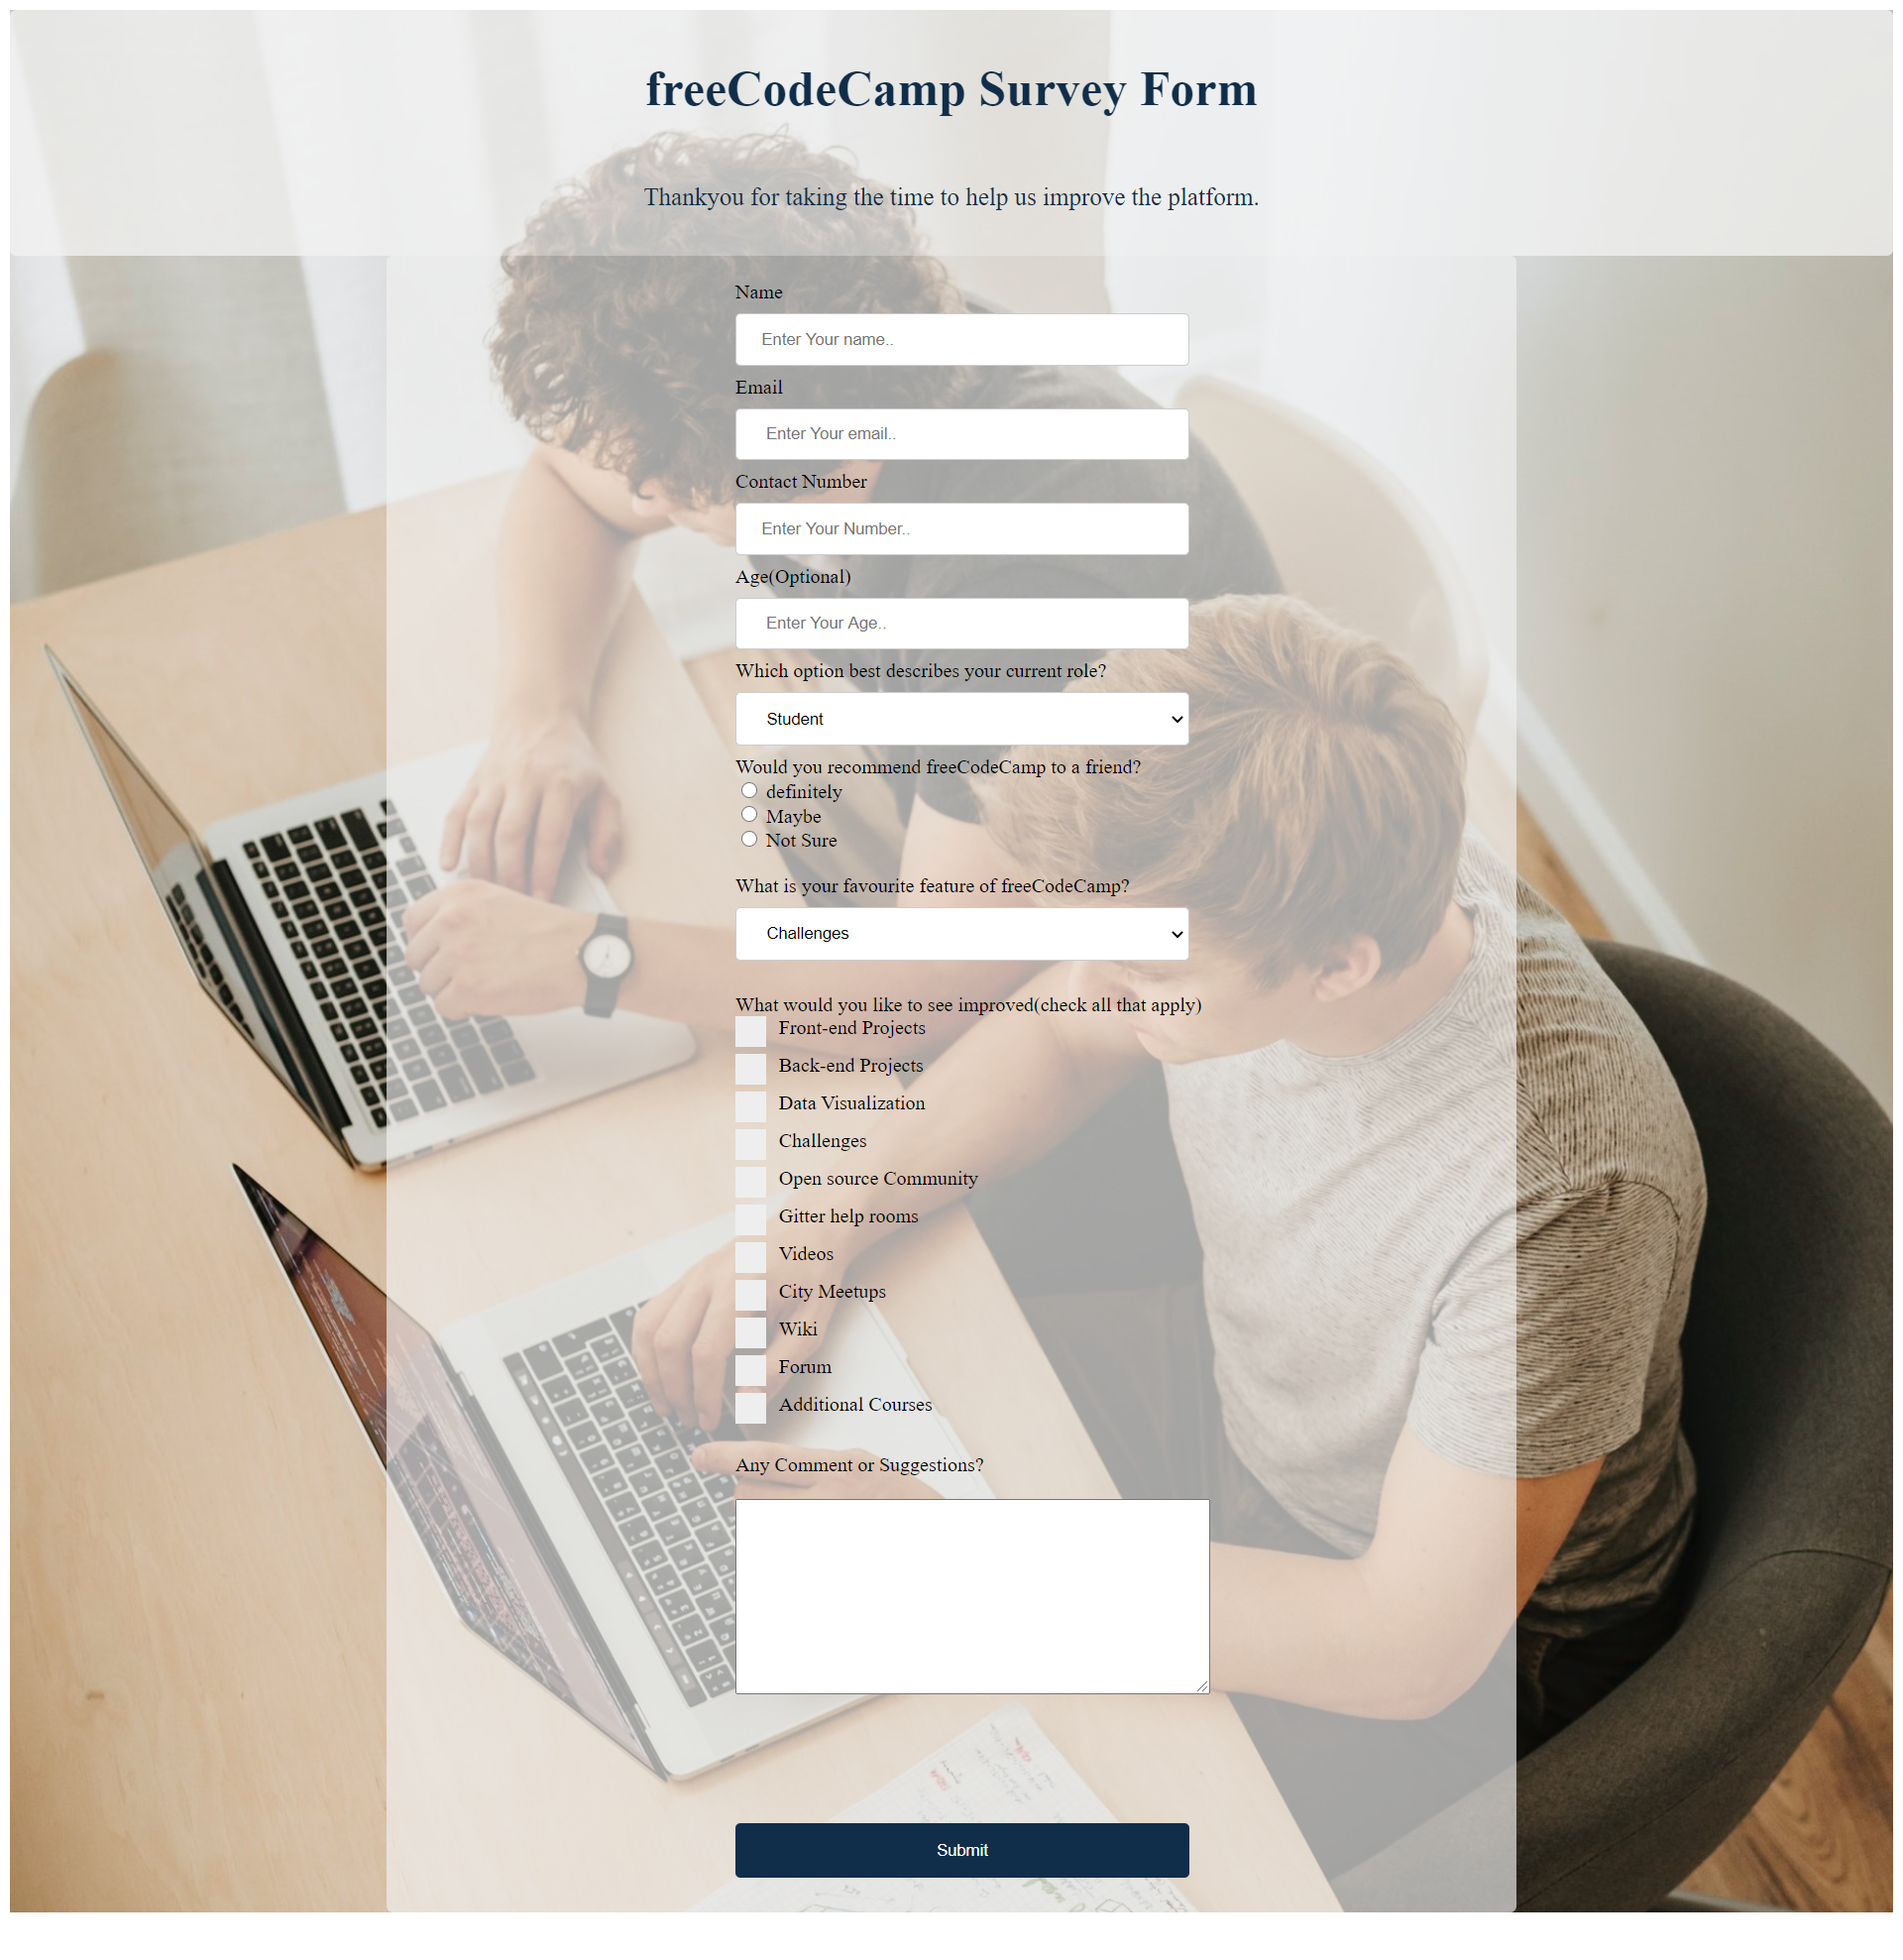 freeCodeCamp Survey Form
Thankyou for taking the time to help us improve the platform.
Name
Enter Your name..
Email
Enter Your email..
Contact Number
Enter Your Number..
Age(Optional)
Enter Your Age..
Which option best describes your current role?
Student
Would you recommend freeCodeCamp to a friend?
definitely
Maybe
Not Sure
What is your favourite feature of freeCodeCamp?
Challenges
What would you like to see improved(check all that apply)
Front-end Projects
Back-end Projects
Data Visualization
Challenges
Open source Community
Gitter help rooms
Videos
City Meetups
Wiki
Forum
Additional Courses
Any Comment or Suggestions?
Submit